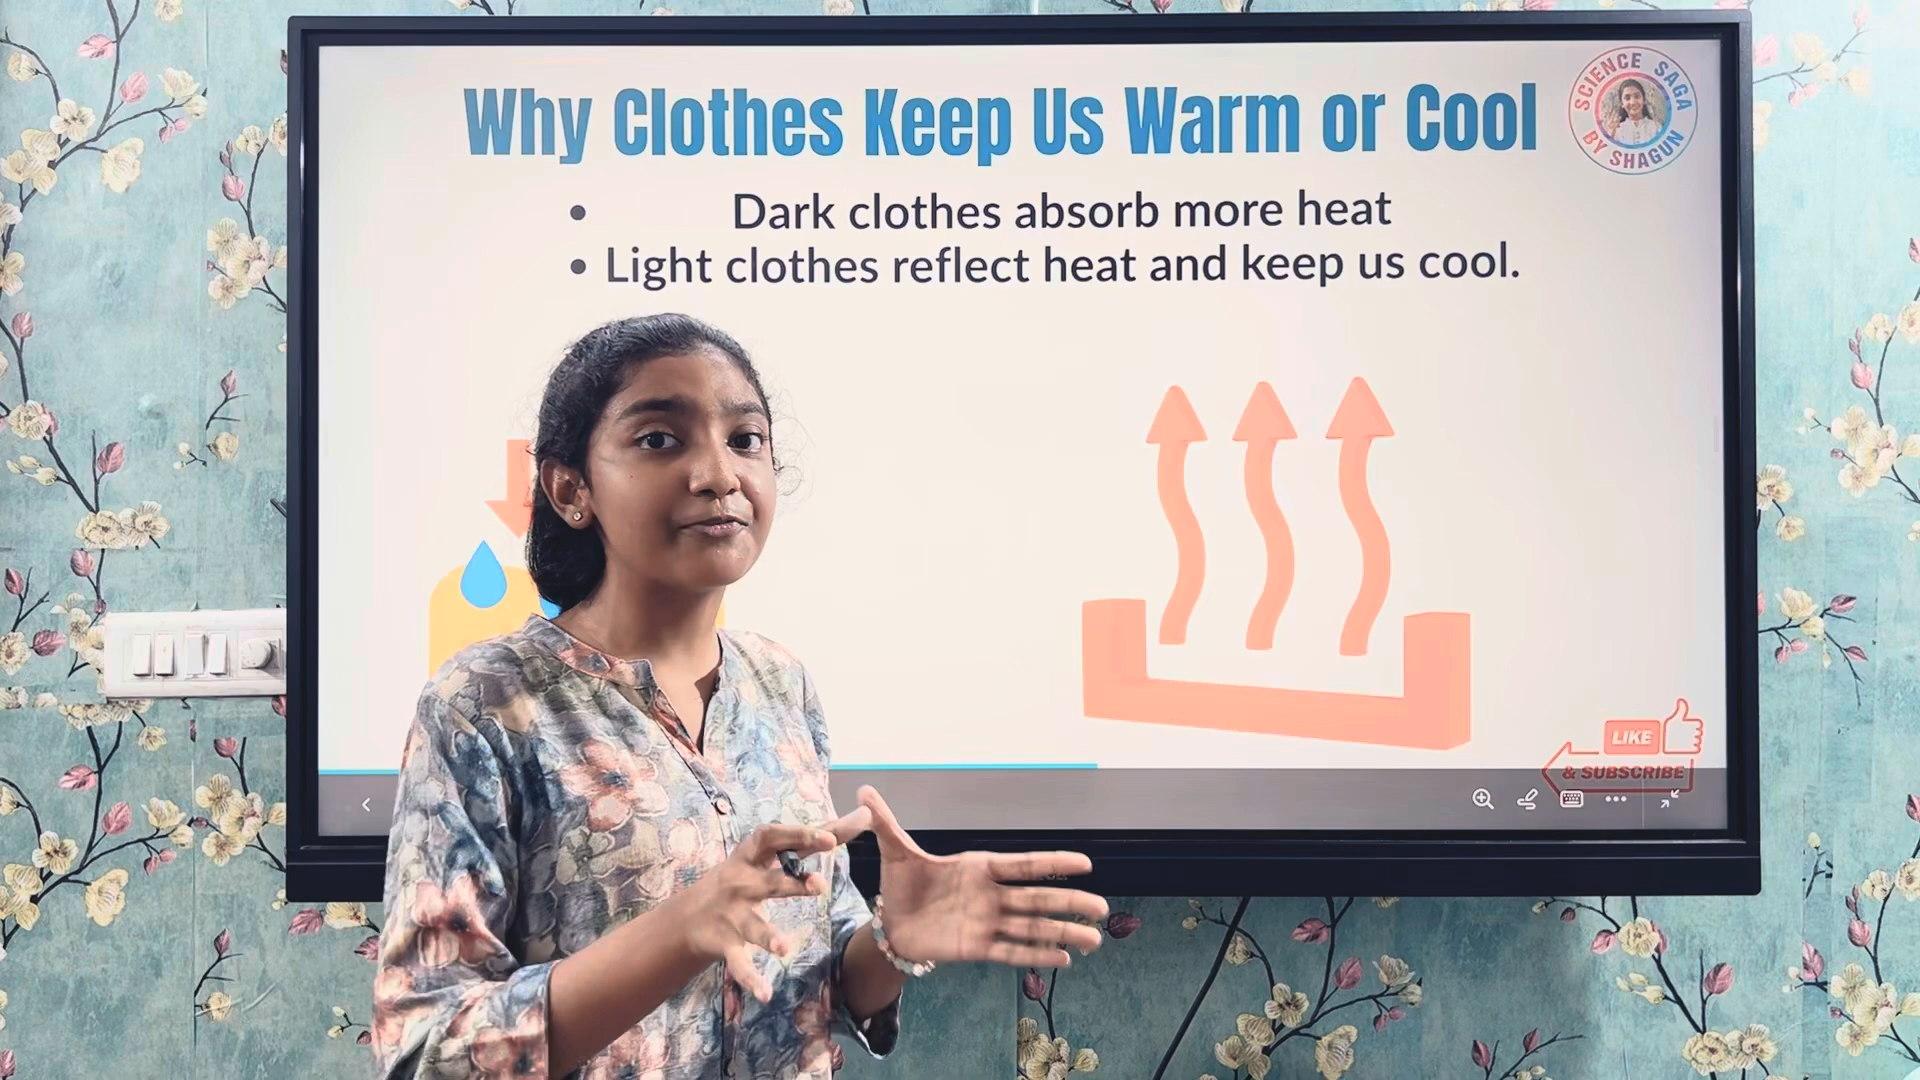 Why Clothes Keep Us Warm or Cool
SCIENCE SAGA
BY SHAGUN
• Dark clothes absorb more heat
• Light clothes reflect heat and keep us cool.
LIKE
& SUBSCRIBE